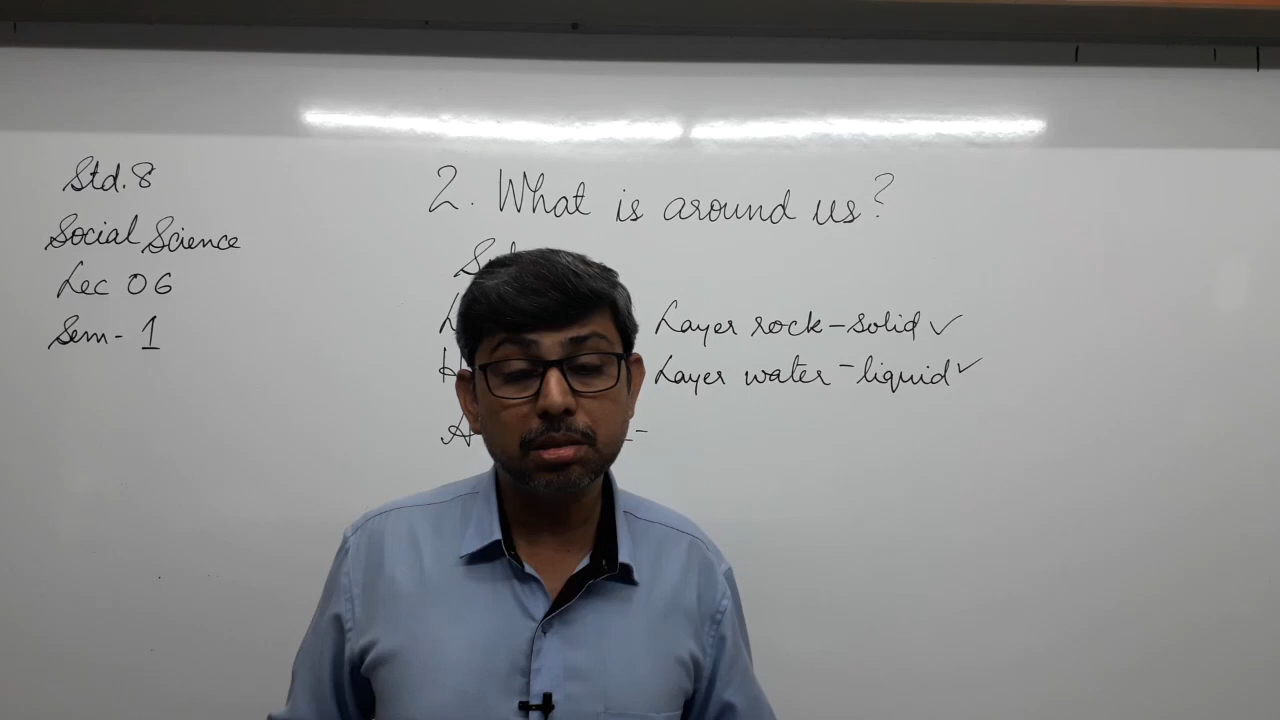 Std. 8
Social Science
Lec 06
Sem- 1
2. What is around us?
Layer rock-solid ✓
Layer water-liquid ✓